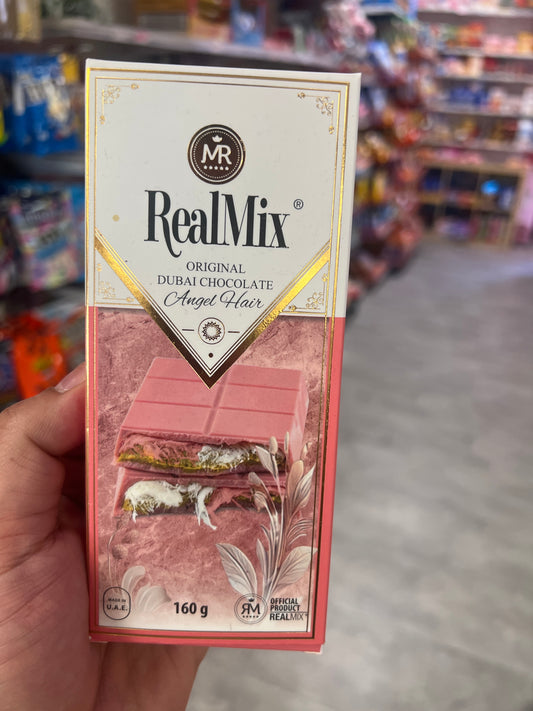 MR
RealMix®
ORIGINAL
DUBAI CHOCOLATE
Angel Hair
MADE IN
U.A.E.
160 g
RM
OFFICIAL
PRODUCT
REALMIX